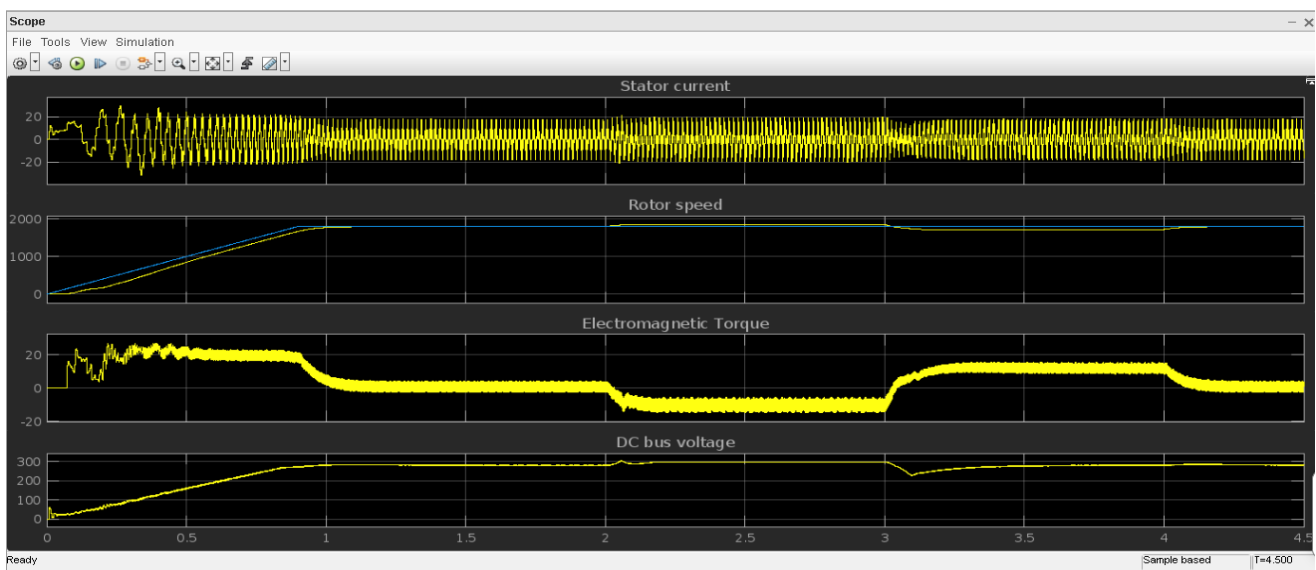 Scope
File Tools View Simulation
Stator current
20
0
-20
Rotor speed
2000
1000
0
Electromagnetic Torque
20
0
-20
DC bus voltage
300
200
100
0
0 0.5 1 1.5 2 2.5 3 3.5 4 4.5
Ready Sample based T=4.500